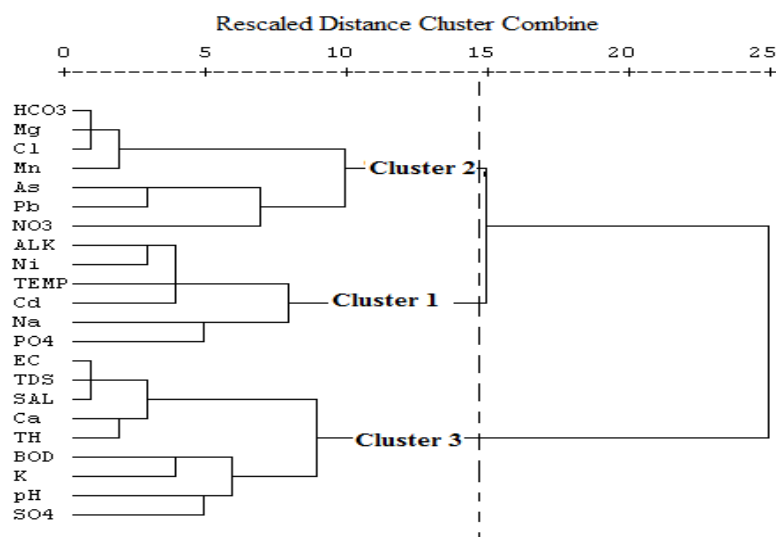 Rescaled Distance Cluster Combine
0 5 10 15 20 25
HCO3
Mg
Cl
Mn
Cluster 2
As
Pb
NO3
ALK
Ni
TEMP
Cd
Cluster 1
Na
PO4
EC
TDS
SAL
Ca
TH
Cluster 3
BOD
K
pH
SO4